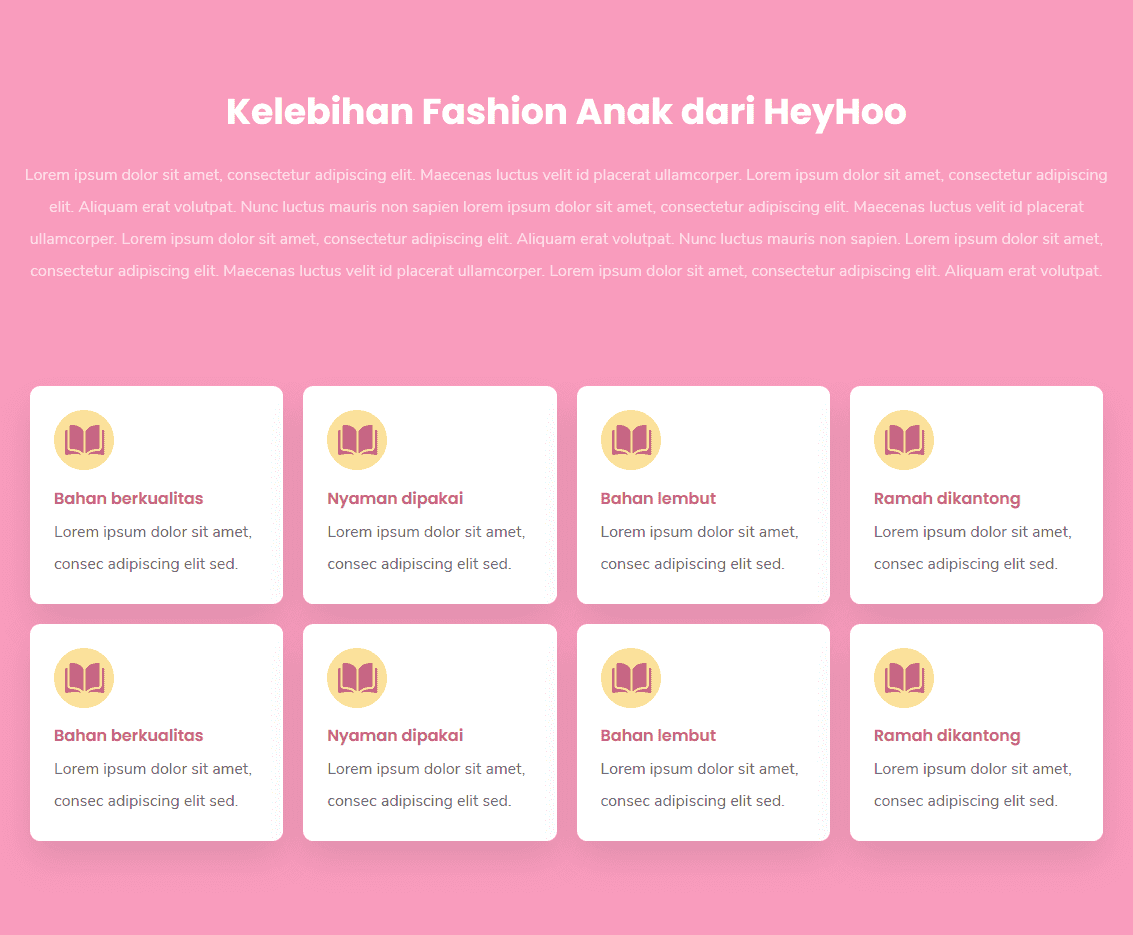 Kelebihan Fashion Anak dari HeyHoo
Lorem ipsum dolor sit amet, consectetur adipiscing elit. Maecenas luctus velit id placerat ullamcorper. Lorem ipsum dolor sit amet, consectetur adipiscing
elit. Aliquam erat volutpat. Nunc luctus mauris non sapien lorem ipsum dolor sit amet, consectetur adipiscing elit. Maecenas luctus velit id placerat
ullamcorper. Lorem ipsum dolor sit amet, consectetur adipiscing elit. Aliquam erat volutpat. Nunc luctus mauris non sapien. Lorem ipsum dolor sit amet,
consectetur adipiscing elit. Maecenas luctus velit id placerat ullamcorper. Lorem ipsum dolor sit amet, consectetur adipiscing elit. Aliquam erat volutpat.
Bahan berkualitas
Lorem ipsum dolor sit amet,
consec adipiscing elit sed.
Nyaman dipakai
Lorem ipsum dolor sit amet,
consec adipiscing elit sed.
Bahan lembut
Lorem ipsum dolor sit amet,
consec adipiscing elit sed.
Ramah dikantong
Lorem ipsum dolor sit amet,
consec adipiscing elit sed.
Bahan berkualitas
Lorem ipsum dolor sit amet,
consec adipiscing elit sed.
Nyaman dipakai
Lorem ipsum dolor sit amet,
consec adipiscing elit sed.
Bahan lembut
Lorem ipsum dolor sit amet,
consec adipiscing elit sed.
Ramah dikantong
Lorem ipsum dolor sit amet,
consec adipiscing elit sed.